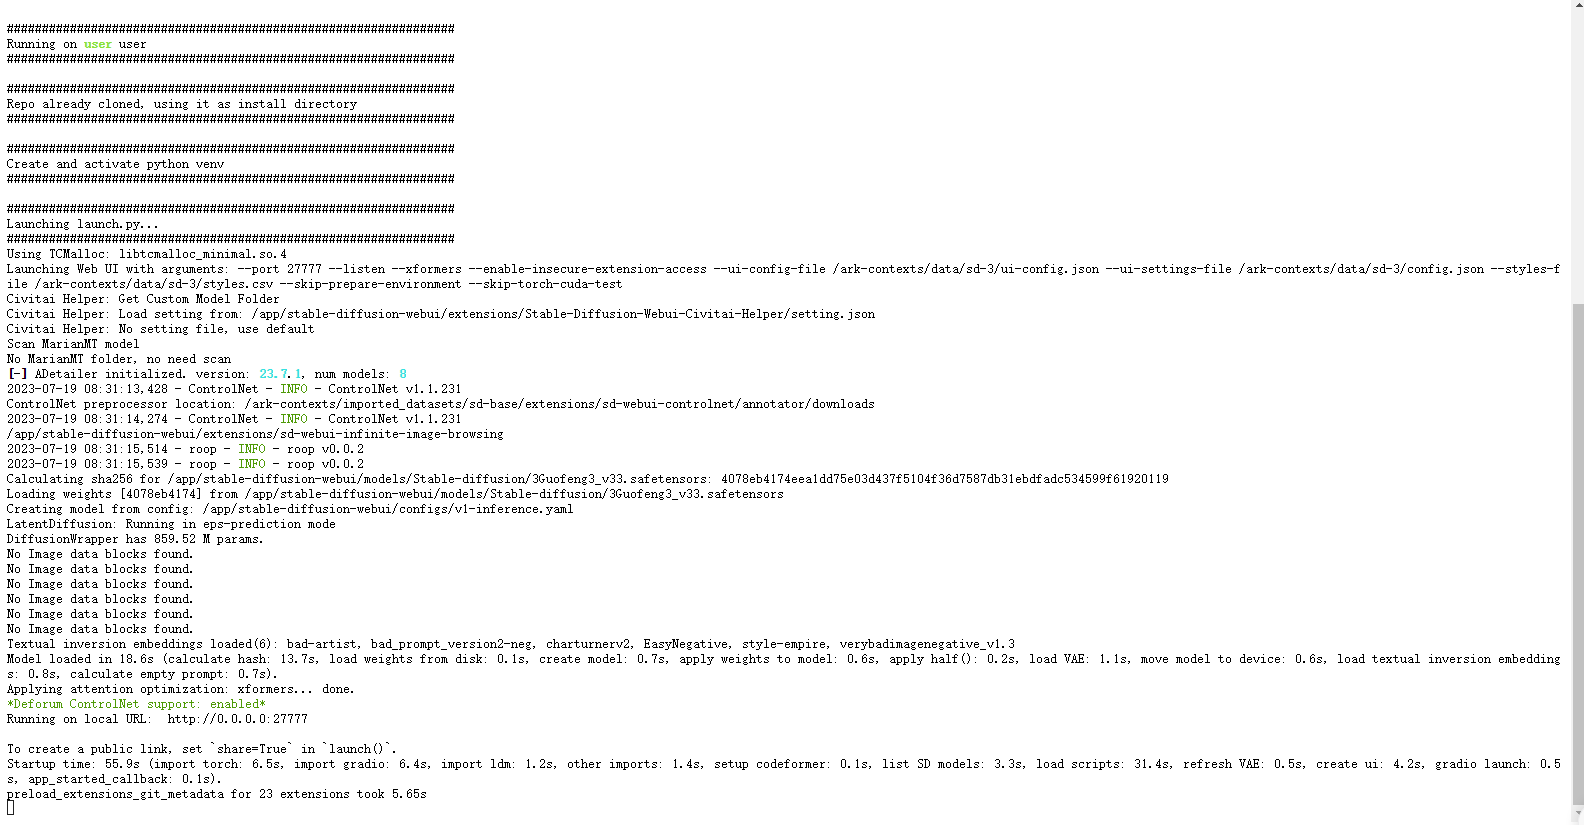 ################################################################
Running on user user
################################################################
################################################################
Repo already cloned, using it as install directory
################################################################
################################################################
Create and activate python venv
################################################################
################################################################
Launching launch.py...
################################################################
Using TCMalloc: libtcmalloc_minimal.so.4
Launching Web UI with arguments: --port 27777 --listen --xformers --enable-insecure-extension-access --ui-config-file /ark-contexts/data/sd-3/ui-config.json --ui-settings-file /ark-contexts/data/sd-3/config.json --styles-f
ile /ark-contexts/data/sd-3/styles.csv --skip-prepare-environment --skip-torch-cuda-test
Civitai Helper: Get Custom Model Folder
Civitai Helper: Load setting from: /app/stable-diffusion-webui/extensions/Stable-Diffusion-Webui-Civitai-Helper/setting.json
Civitai Helper: No setting file, use default
Scan MarianMT model
No MarianMT folder, no need scan
[-] ADetailer initialized. version: 23.7.1, num models: 8
2023-07-19 08:31:13,428 - ControlNet - INFO - ControlNet v1.1.231
ControlNet preprocessor location: /ark-contexts/imported_datasets/sd-base/extensions/sd-webui-controlnet/annotator/downloads
2023-07-19 08:31:14,274 - ControlNet - INFO - ControlNet v1.1.231
/app/stable-diffusion-webui/extensions/sd-webui-infinite-image-browsing
2023-07-19 08:31:15,514 - roop - INFO - roop v0.0.2
2023-07-19 08:31:15,539 - roop - INFO - roop v0.0.2
Calculating sha256 for /app/stable-diffusion-webui/models/Stable-diffusion/3Guofeng3_v33.safetensors: 4078eb4174eea1dd75e03d437f5104f36d7587db31ebdfadc534599f61920119
Loading weights [4078eb4174] from /app/stable-diffusion-webui/models/Stable-diffusion/3Guofeng3_v33.safetensors
Creating model from config: /app/stable-diffusion-webui/configs/v1-inference.yaml
LatentDiffusion: Running in eps-prediction mode
DiffusionWrapper has 859.52 M params.
No Image data blocks found.
No Image data blocks found.
No Image data blocks found.
No Image data blocks found.
No Image data blocks found.
No Image data blocks found.
Textual inversion embeddings loaded(6): bad-artist, bad_prompt_version2-neg, charturnerv2, EasyNegative, style-empire, verybadimagenegative_v1.3
Model loaded in 18.6s (calculate hash: 13.7s, load weights from disk: 0.1s, create model: 0.7s, apply weights to model: 0.6s, apply half(): 0.2s, load VAE: 1.1s, move model to device: 0.6s, load textual inversion embedding
s: 0.8s, calculate empty prompt: 0.7s).
Applying attention optimization: xformers... done.
*Deforum ControlNet support: enabled*
Running on local URL:  http://0.0.0.0:27777
To create a public link, set `share=True` in `launch()`.
Startup time: 55.9s (import torch: 6.5s, import gradio: 6.4s, import ldm: 1.2s, other imports: 1.4s, setup codeformer: 0.1s, list SD models: 3.3s, load scripts: 31.4s, refresh VAE: 0.5s, create ui: 4.2s, gradio launch: 0.5
s, app_started_callback: 0.1s).
preload_extensions_git_metadata for 23 extensions took 5.65s